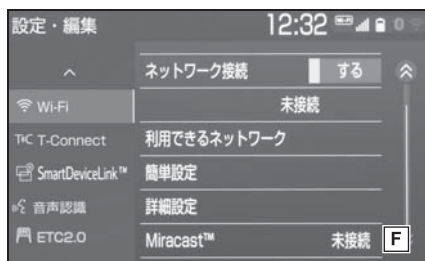 設定・編集 12:32
ネットワーク接続 する
Wi-Fi 未接続
T-Connect 利用できるネットワーク
SmartDeviceLink™ 簡単設定
音声認識 詳細設定
ETC2.0 Miracast™ 未接続 F